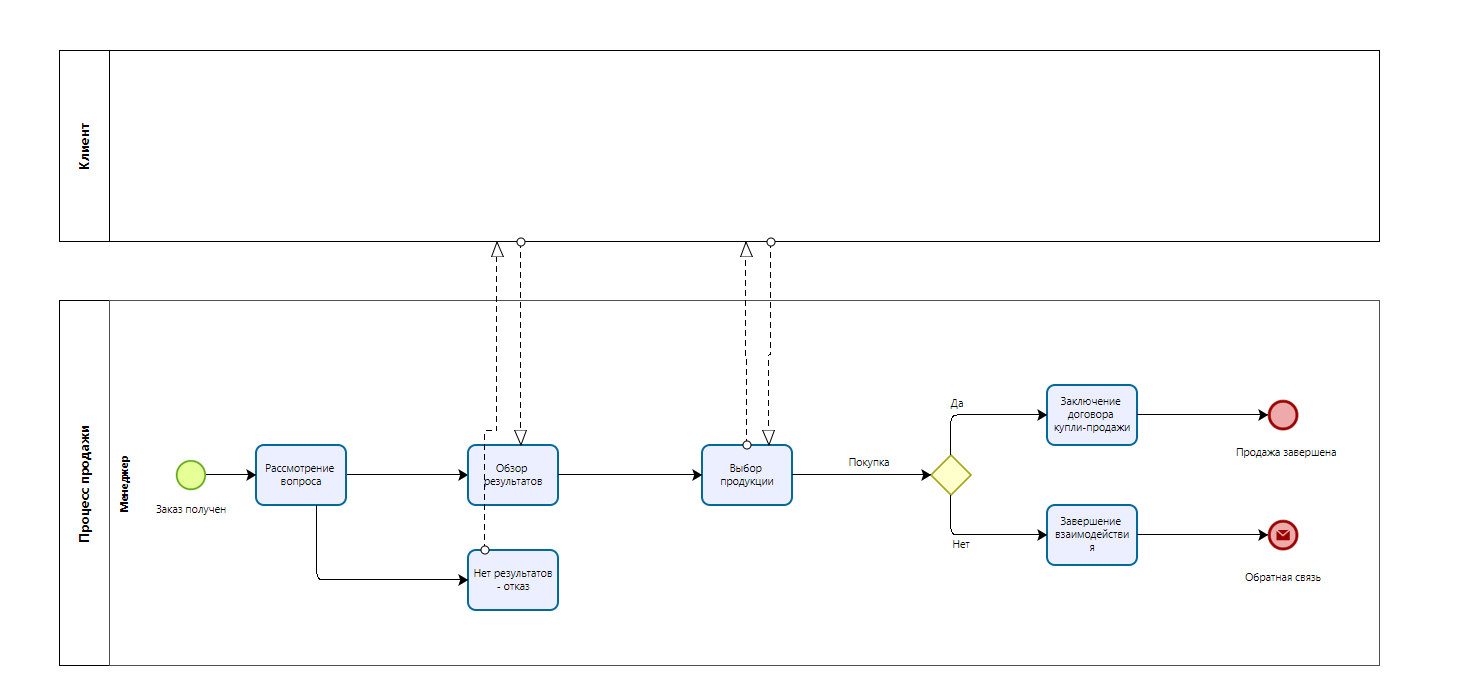 Клиент
Процесс продажи
Менеджер
Заказ получен
Рассмотрение
вопроса
Обзор
результатов
Нет результатов
- отказ
Выбор
продукции
Покупка
Да
Нет
Заключение
договора
купли-продажи
Продажа завершена
Завершение
взаимодействи
я
Обратная связь